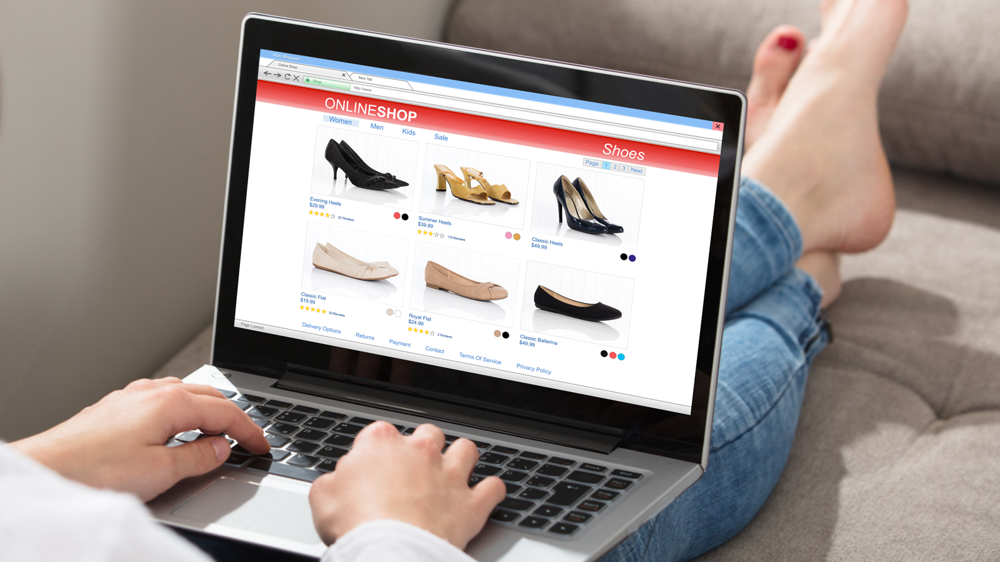 Web Browser
Online Shop
New Tab
Shop
http://www.
ONLINESHOP
Women Men Kids Sale
Shoes
Page 1 2 3 Next
Evening Heels
$29.99
22 Reviews
Summer Heels
$39.99
118 Reviews
Classic Heels
$49.99
Classic Flat
$19.99
32 Reviews
Royal Flat
$24.99
2 Reviews
Classic Ballerina
$49.99
Delivery Options Returns Payment Contact Terms Of Service Privacy Policy
Page Loaded